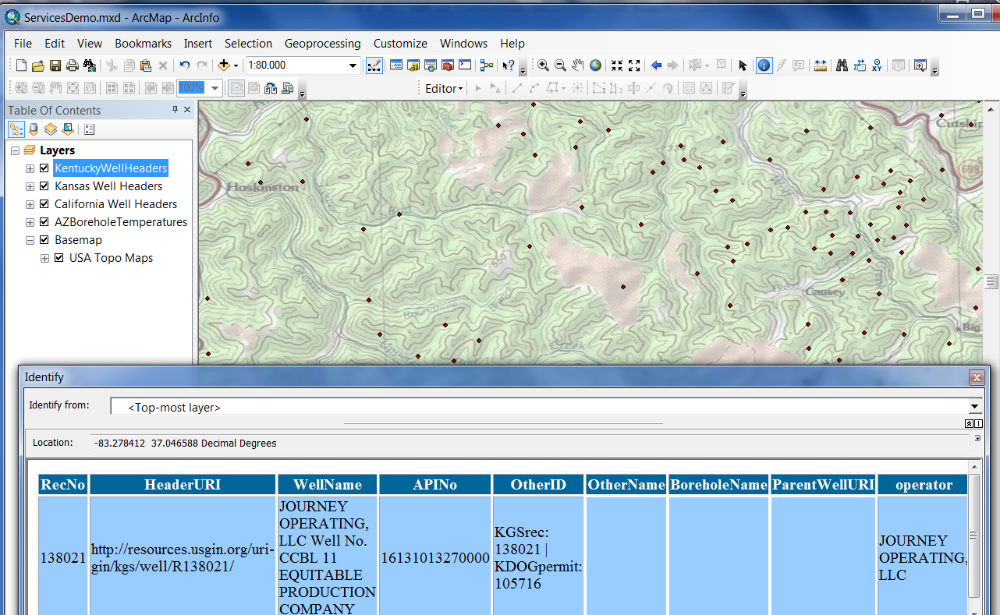 ServicesDemo.mxd - ArcMap - ArcInfo
File Edit View Bookmarks Insert Selection Geoprocessing Customize Windows Help
1:80,000
100% Editor
Table Of Contents
Layers
KentuckyWellHeaders
Kansas Well Headers
California Well Headers
AZBoreholeTemperatures
Basemap
USA Topo Maps
Hoskinston
699
550
Causey
Big
Creek
Identify
Identify from: <Top-most layer>
Location: -83.278412 37.046588 Decimal Degrees
RecNo HeaderURI WellName APINo OtherID OtherName BoreholeName ParentWellURI operator
138021
http://resources.usgin.org/uri-
gin/kgs/well/R138021/
JOURNEY
OPERATING,
LLC Well No.
CCBL 11
EQUITABLE
PRODUCTION
COMPANY
16131013270000
KGSrec:
138021 |
KDOGpermit:
105716
JOURNEY
OPERATING,
LLC